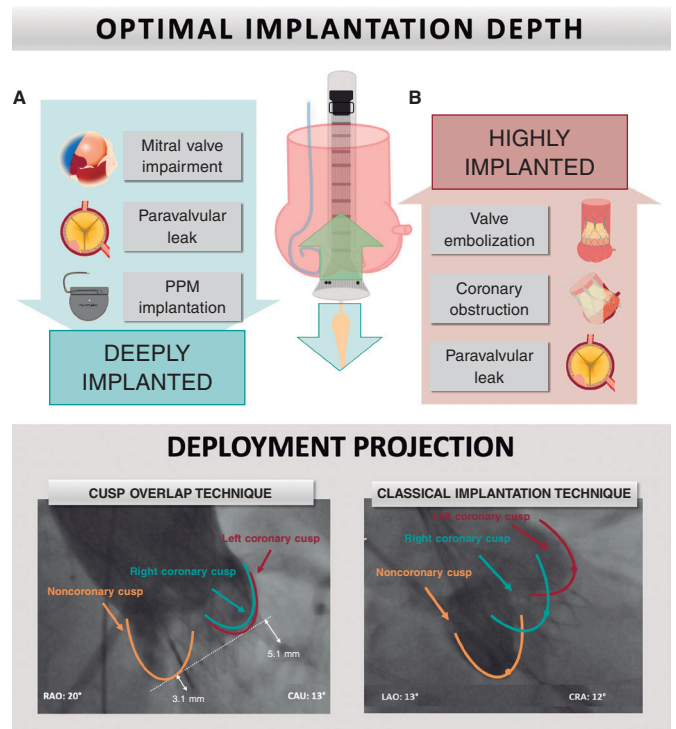 OPTIMAL IMPLANTATION DEPTH
A
Mitral valve
impairment
Paravalvular
leak
PPM
implantation
DEEPLY
IMPLANTED
B
HIGHLY
IMPLANTED
Valve
embolization
Coronary
obstruction
Paravalvular
leak
DEPLOYMENT PROJECTION
CUSP OVERLAP TECHNIQUE
Left coronary cusp
Right coronary cusp
Noncoronary cusp
5.1 mm
3.1 mm
RAO: 20°
CAU: 13°
CLASSICAL IMPLANTATION TECHNIQUE
Left coronary cusp
Right coronary cusp
Noncoronary cusp
LAO: 13°
CRA: 12°